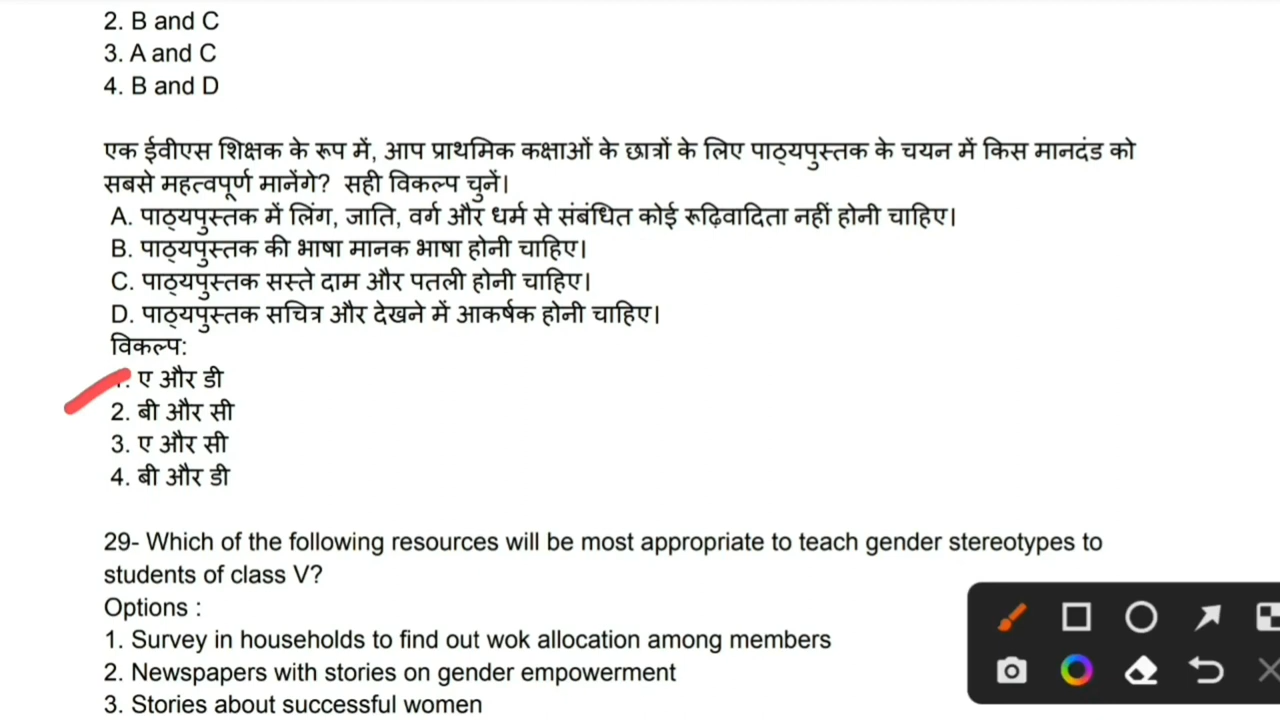 2. B and C
3. A and C
4. B and D
एक ईवीएस शिक्षक के रूप में, आप प्राथमिक कक्षाओं के छात्रों के लिए पाठ्यपुस्तक के चयन में किस मानदंड को
सबसे महत्वपूर्ण मानेंगे? सही विकल्प चुनें।
A. पाठ्यपुस्तक में लिंग, जाति, वर्ग और धर्म से संबंधित कोई रूढ़िवादिता नहीं होनी चाहिए।
B. पाठ्यपुस्तक की भाषा मानक भाषा होनी चाहिए।
C. पाठ्यपुस्तक सस्ते दाम और पतली होनी चाहिए।
D. पाठ्यपुस्तक सचित्र और देखने में आकर्षक होनी चाहिए।
विकल्प:
1. ए और डी
2. बी और सी
3. ए और सी
4. बी और डी
29- Which of the following resources will be most appropriate to teach gender stereotypes to
students of class V?
Options :
1. Survey in households to find out wok allocation among members
2. Newspapers with stories on gender empowerment
3. Stories about successful women